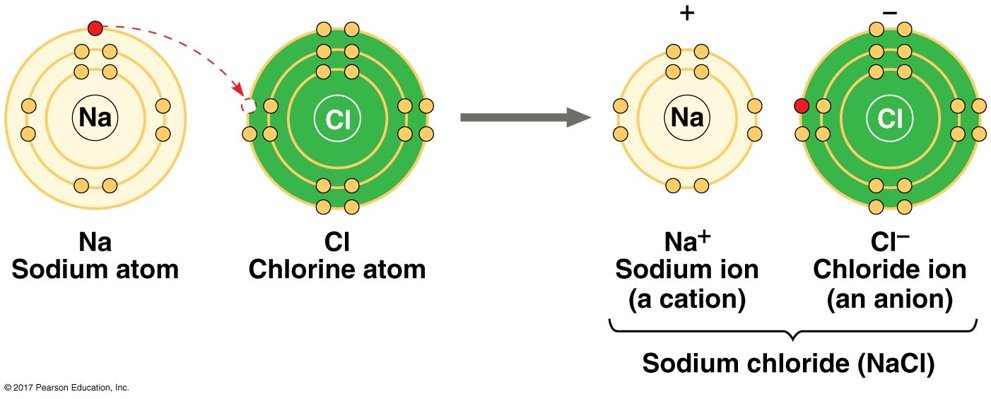 +
–
Na
Cl
Na
Cl
Na
Sodium atom
Cl
Chlorine atom
Na+
Sodium ion
(a cation)
Cl–
Chloride ion
(an anion)
Sodium chloride (NaCl)
© 2017 Pearson Education, Inc.